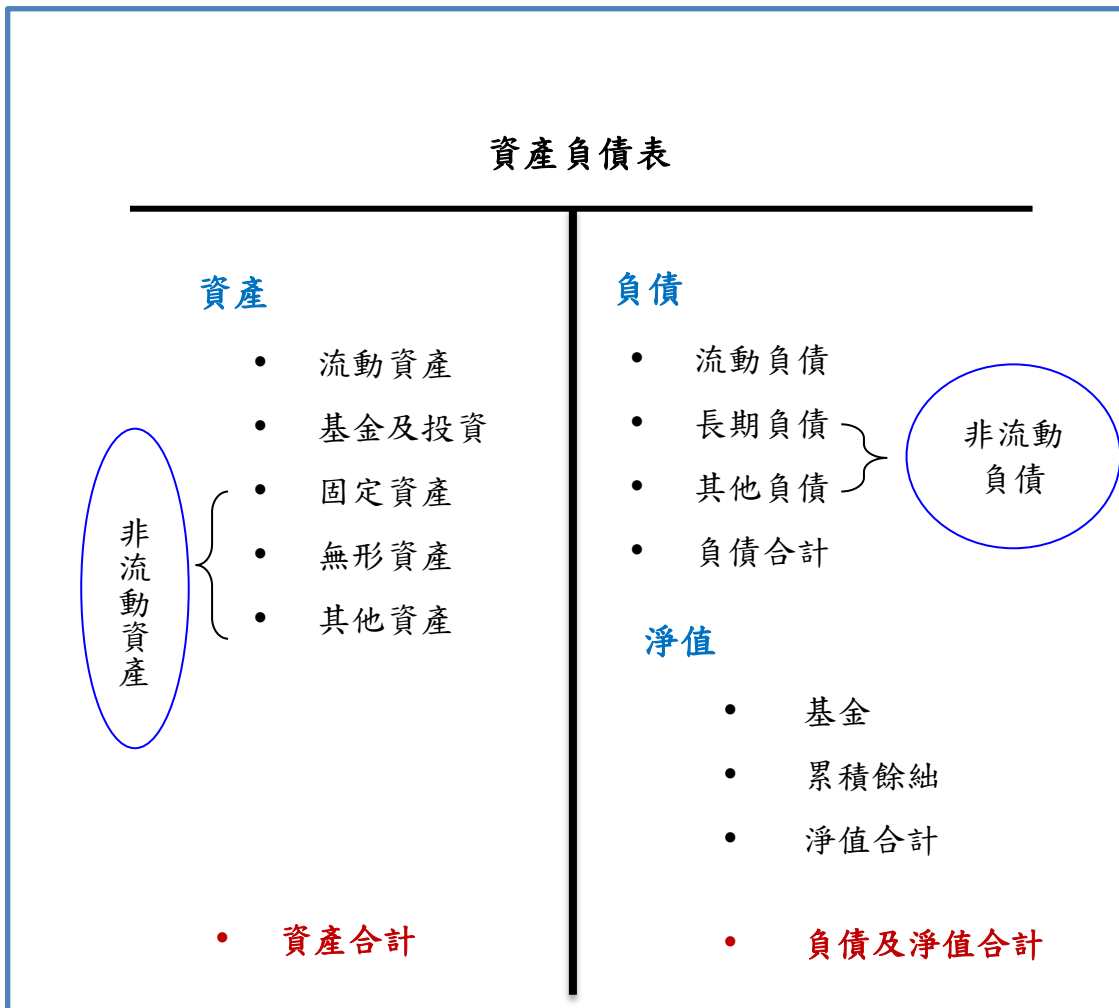 資產負債表
資產
• 流動資產
• 基金及投資
• 固定資產
• 無形資產
• 其他資產
非流動資產
• 資產合計
負債
• 流動負債
• 長期負債
• 其他負債
• 負債合計
非流動
負債
淨值
• 基金
• 累積餘絀
• 淨值合計
• 負債及淨值合計